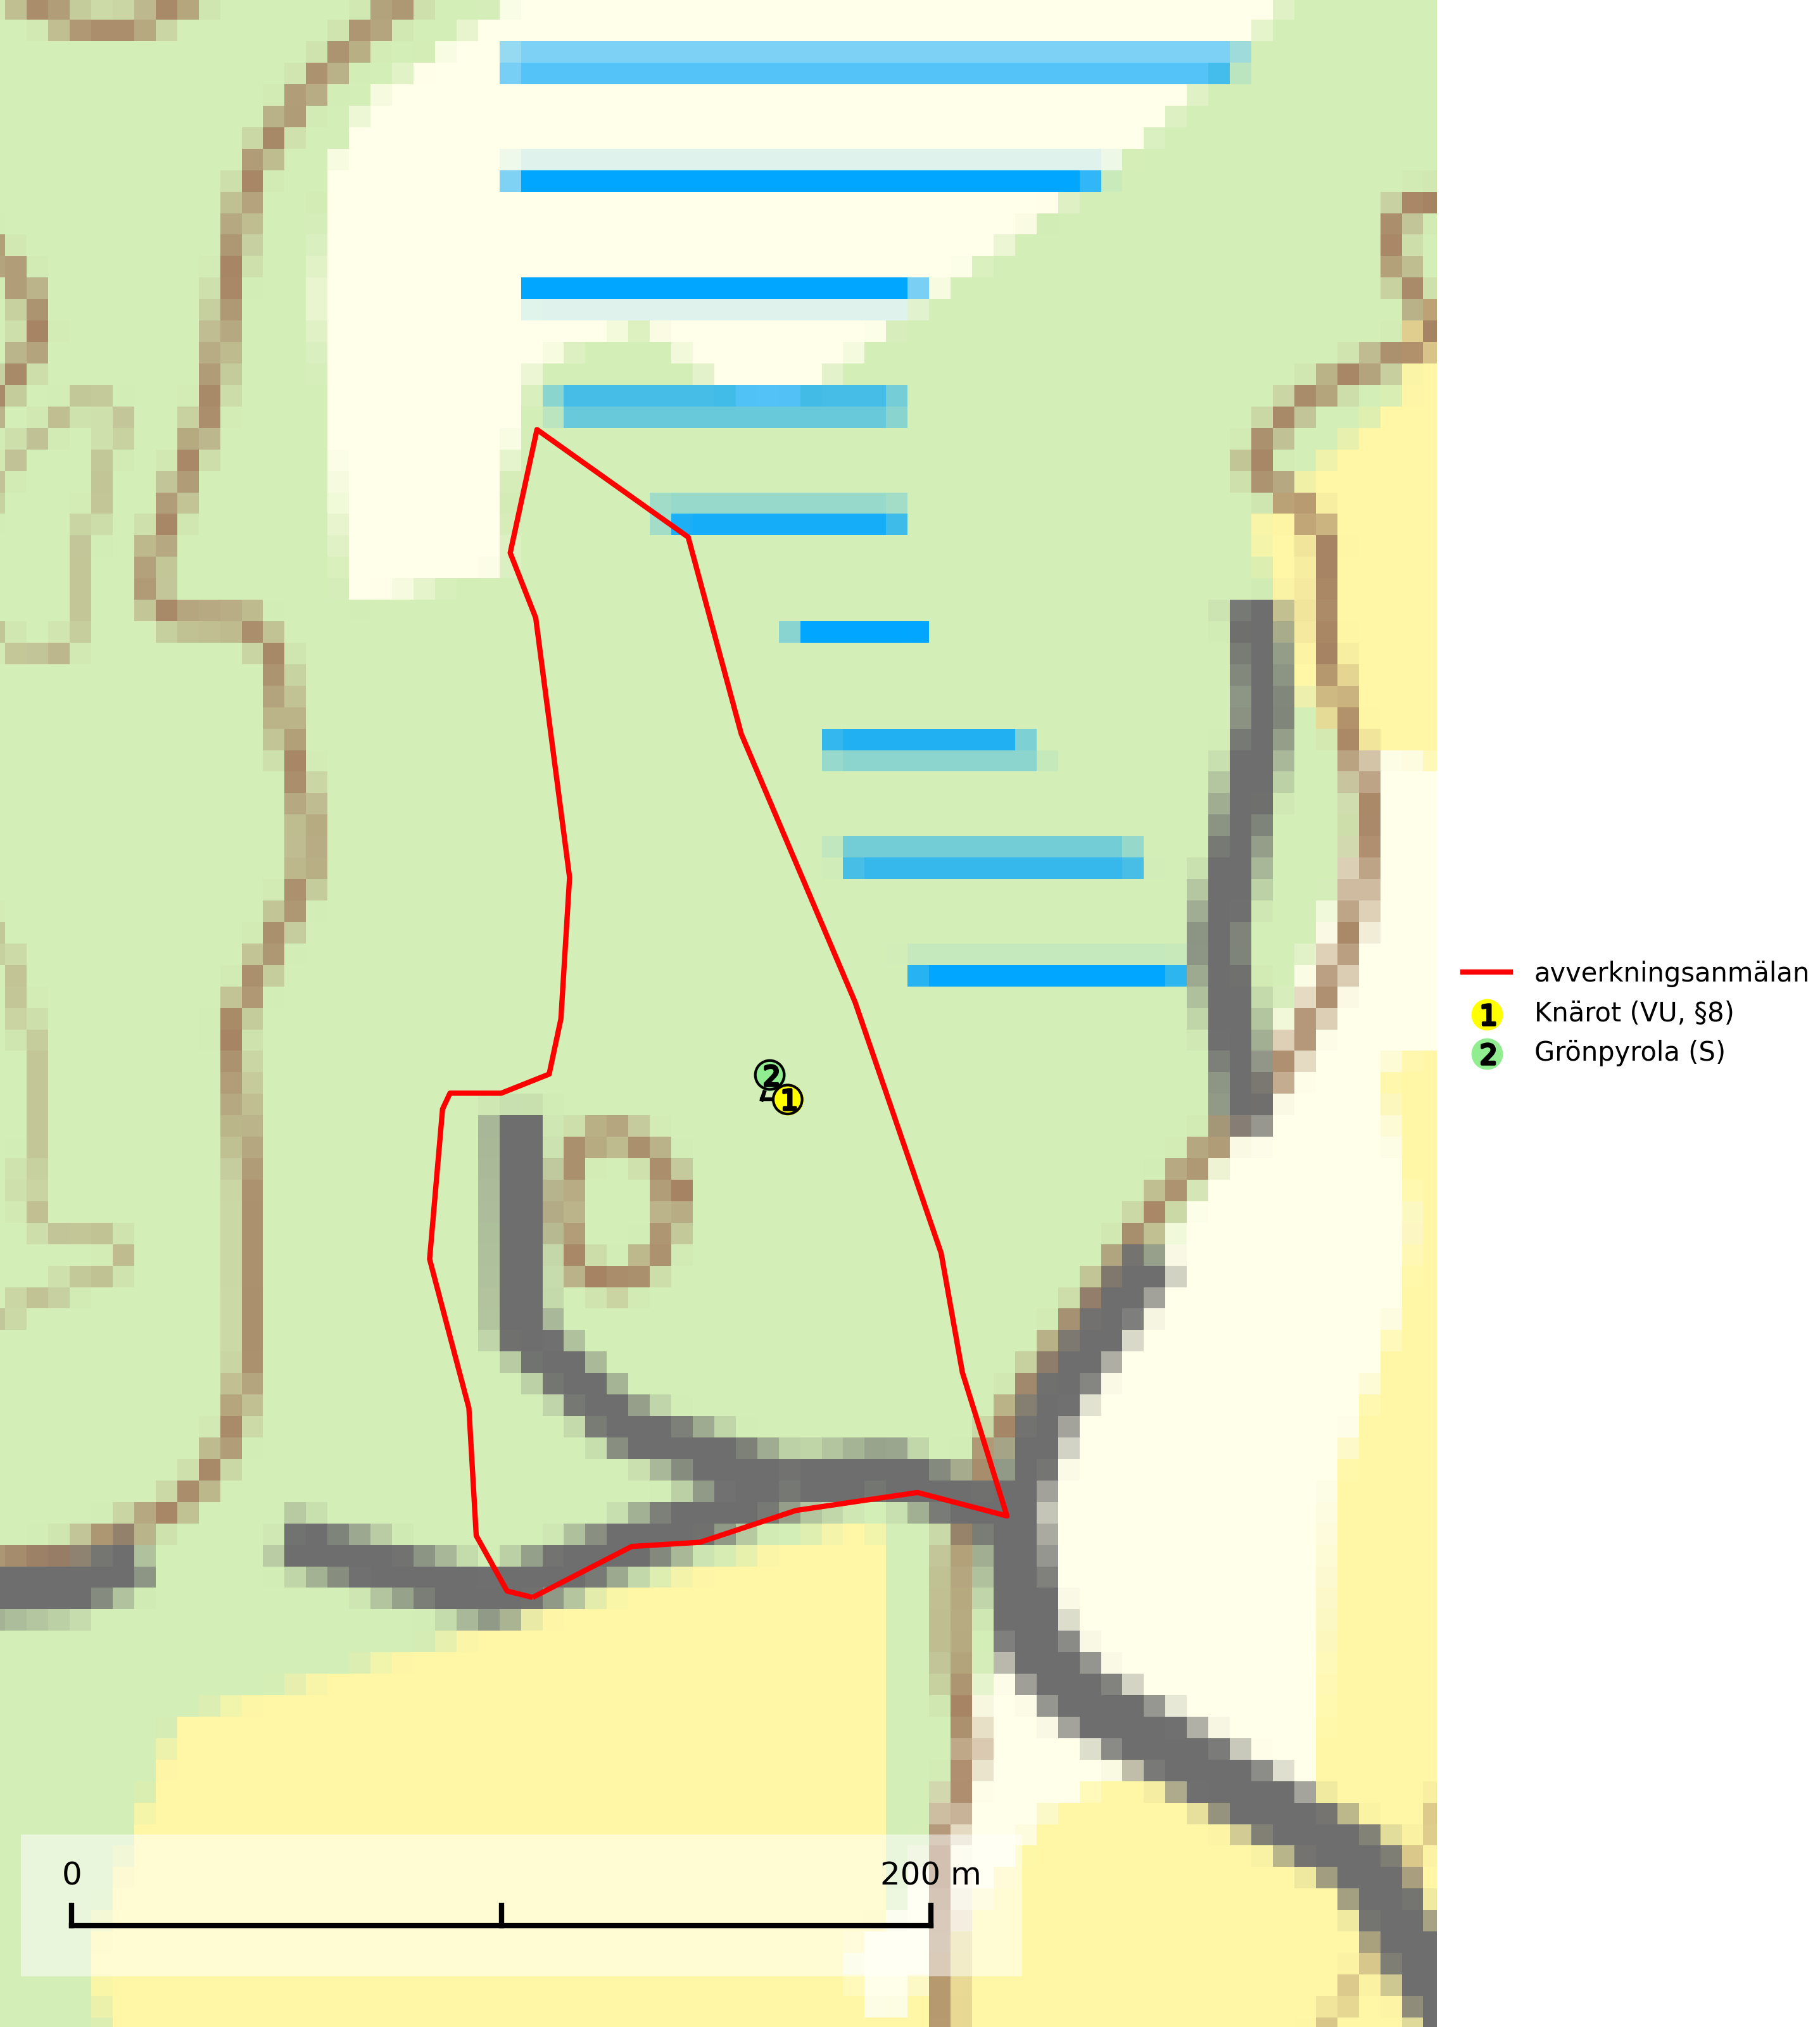 avverkningsanmälan
1 Knärot (VU, §8)
2 Grönpyrola (S)
2
1
0 200 m